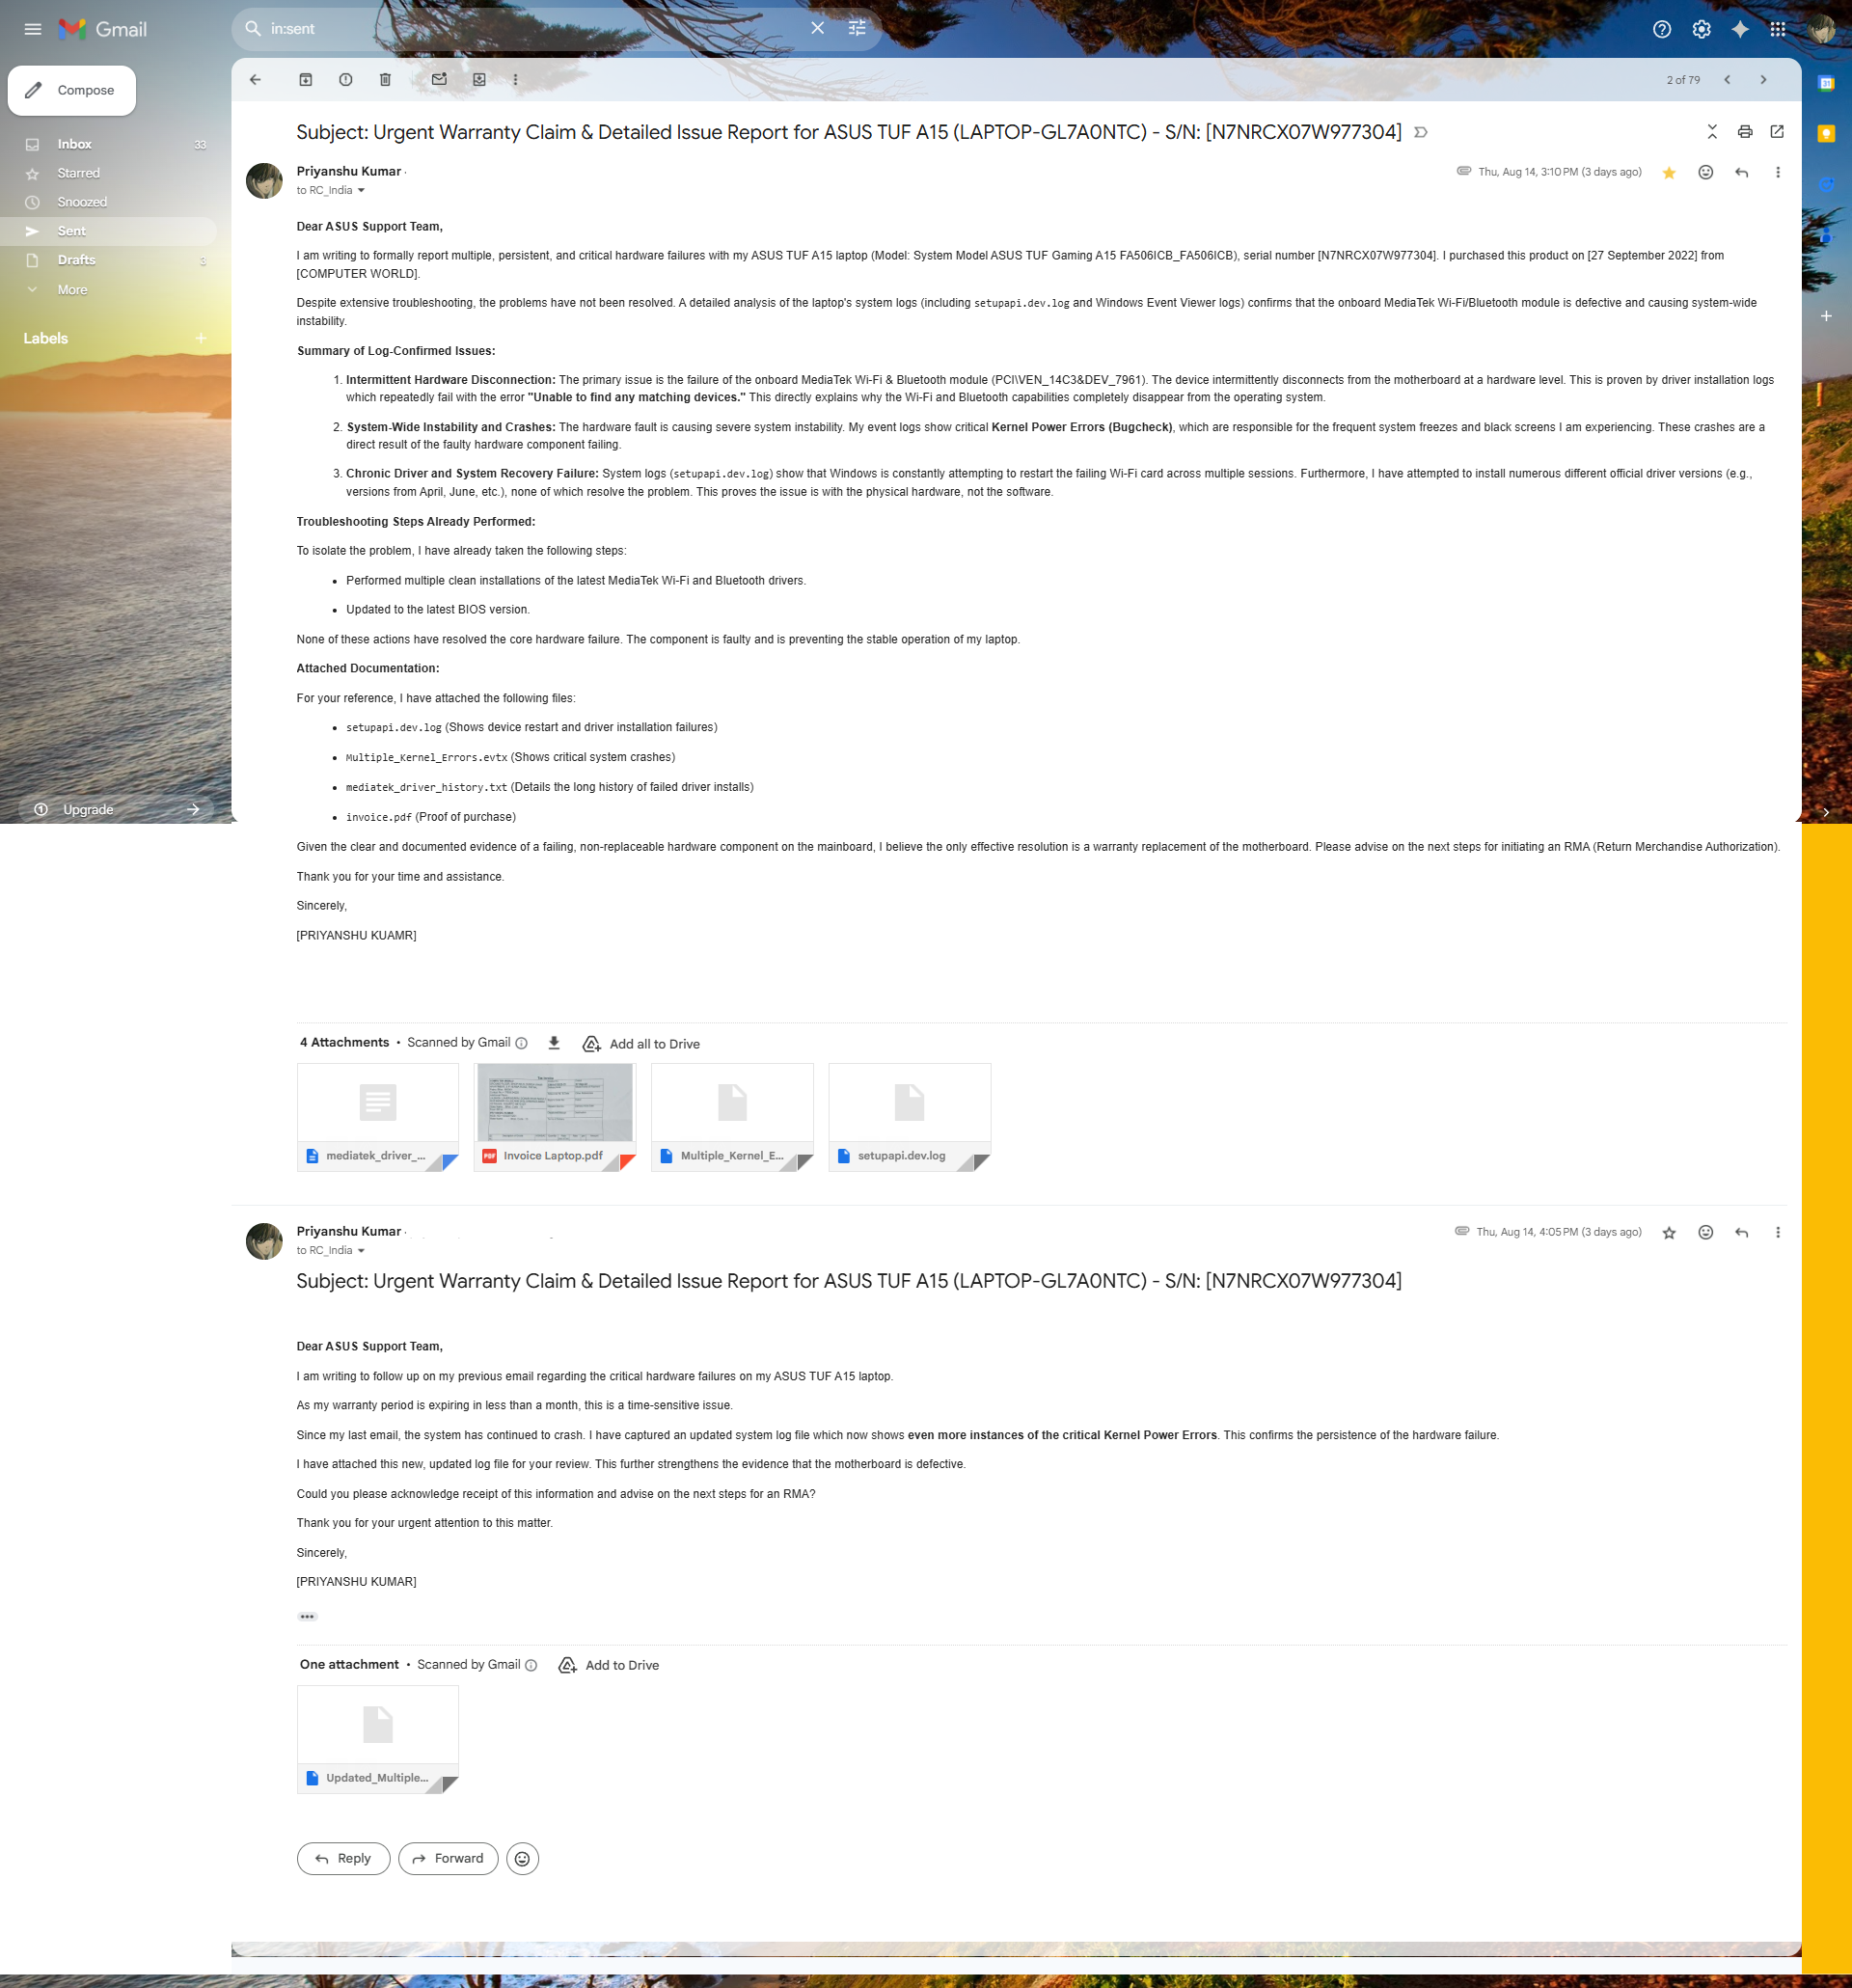 Gmail
in:sent
Compose
2 of 79
Inbox 33
Starred
Snoozed
Sent
Drafts 3
More
Labels
Upgrade
Subject: Urgent Warranty Claim & Detailed Issue Report for ASUS TUF A15 (LAPTOP-GL7A0NTC) - S/N: [N7NRCX07W977304]
Priyanshu Kumar
Thu, Aug 14, 3:10 PM (3 days ago)
to RC_India
Dear ASUS Support Team,
I am writing to formally report multiple, persistent, and critical hardware failures with my ASUS TUF A15 laptop (Model: System Model ASUS TUF Gaming A15 FA506ICB_FA506ICB), serial number [N7NRCX07W977304]. I purchased this product on [27 September 2022] from
[COMPUTER WORLD].
Despite extensive troubleshooting, the problems have not been resolved. A detailed analysis of the laptop's system logs (including setupapi.dev.log and Windows Event Viewer logs) confirms that the onboard MediaTek Wi-Fi/Bluetooth module is defective and causing system-wide
instability.
Summary of Log-Confirmed Issues:
1. Intermittent Hardware Disconnection: The primary issue is the failure of the onboard MediaTek Wi-Fi & Bluetooth module (PCI\VEN_14C3&DEV_7961). The device intermittently disconnects from the motherboard at a hardware level. This is proven by driver installation logs
which repeatedly fail with the error "Unable to find any matching devices." This directly explains why the Wi-Fi and Bluetooth capabilities completely disappear from the operating system.
2. System-Wide Instability and Crashes: The hardware fault is causing severe system instability. My event logs show critical Kernel Power Errors (Bugcheck), which are responsible for the frequent system freezes and black screens I am experiencing. These crashes are a
direct result of the faulty hardware component failing.
3. Chronic Driver and System Recovery Failure: System logs (setupapi.dev.log) show that Windows is constantly attempting to restart the failing Wi-Fi card across multiple sessions. Furthermore, I have attempted to install numerous different official driver versions (e.g.,
versions from April, June, etc.), none of which resolve the problem. This proves the issue is with the physical hardware, not the software.
Troubleshooting Steps Already Performed:
To isolate the problem, I have already taken the following steps:
• Performed multiple clean installations of the latest MediaTek Wi-Fi and Bluetooth drivers.
• Updated to the latest BIOS version.
None of these actions have resolved the core hardware failure. The component is faulty and is preventing the stable operation of my laptop.
Attached Documentation:
For your reference, I have attached the following files:
• setupapi.dev.log (Shows device restart and driver installation failures)
• Multiple_Kernel_Errors.evtx (Shows critical system crashes)
• mediatek_driver_history.txt (Details the long history of failed driver installs)
• invoice.pdf (Proof of purchase)
Given the clear and documented evidence of a failing, non-replaceable hardware component on the mainboard, I believe the only effective resolution is a warranty replacement of the motherboard. Please advise on the next steps for initiating an RMA (Return Merchandise Authorization).
Thank you for your time and assistance.
Sincerely,
[PRIYANSHU KUAMR]
4 Attachments • Scanned by Gmail
Add all to Drive
mediatek_driver_...
PDF Invoice Laptop.pdf
Multiple_Kernel_E...
setupapi.dev.log
Priyanshu Kumar
Thu, Aug 14, 4:05 PM (3 days ago)
to RC_India
Subject: Urgent Warranty Claim & Detailed Issue Report for ASUS TUF A15 (LAPTOP-GL7A0NTC) - S/N: [N7NRCX07W977304]
Dear ASUS Support Team,
I am writing to follow up on my previous email regarding the critical hardware failures on my ASUS TUF A15 laptop.
As my warranty period is expiring in less than a month, this is a time-sensitive issue.
Since my last email, the system has continued to crash. I have captured an updated system log file which now shows even more instances of the critical Kernel Power Errors. This confirms the persistence of the hardware failure.
I have attached this new, updated log file for your review. This further strengthens the evidence that the motherboard is defective.
Could you please acknowledge receipt of this information and advise on the next steps for an RMA?
Thank you for your urgent attention to this matter.
Sincerely,
[PRIYANSHU KUMAR]
One attachment • Scanned by Gmail
Add to Drive
Updated_Multiple...
Reply
Forward